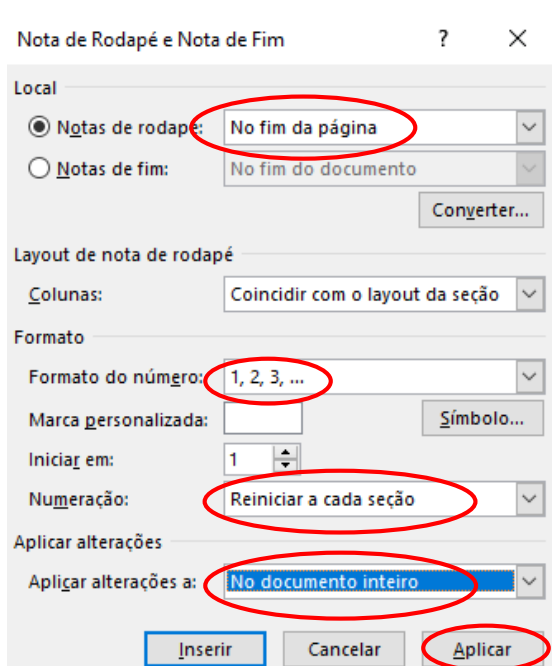 Nota de Rodapé e Nota de Fim ? ×
Local
Notas de rodapé: No fim da página
Notas de fim: No fim do documento
Converter...
Layout de nota de rodapé
Colunas: Coincidir com o layout da seção
Formato
Formato do número: 1, 2, 3, ...
Marca personalizada: Símbolo...
Iniciar em: 1
Numeração: Reiniciar a cada seção
Aplicar alterações
Aplicar alterações a: No documento inteiro
Inserir Cancelar Aplicar